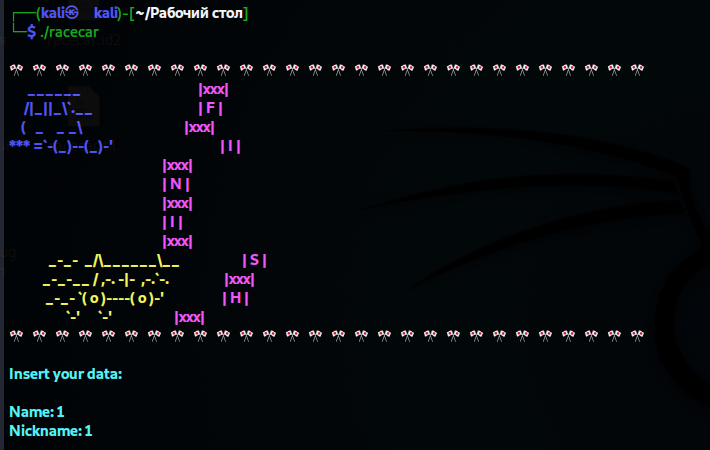 ┌──(kali㉿kali)-[~/Рабочий стол]
└─$ ./racecar
🎌 🎌 🎌 🎌 🎌 🎌 🎌 🎌 🎌 🎌 🎌 🎌 🎌 🎌 🎌 🎌 🎌 🎌 🎌 🎌 🎌 🎌 🎌 🎌 🎌 🎌 🎌 🎌
______ |xxx|
/|_||_\`.__ | F |
( _ _ _\ |xxx|
*** =`-(_)--(_)-' | I |
|xxx|
| N |
|xxx|
| I |
|xxx|
_-_- _/\______\__ | S |
_-_-__ / ,-. -|- ,-.`-. |xxx|
_-_- `( o )----( o )-' | H |
`-' `-' |xxx|
🎌 🎌 🎌 🎌 🎌 🎌 🎌 🎌 🎌 🎌 🎌 🎌 🎌 🎌 🎌 🎌 🎌 🎌 🎌 🎌 🎌 🎌 🎌 🎌 🎌 🎌 🎌 🎌
Insert your data:
Name: 1
Nickname: 1